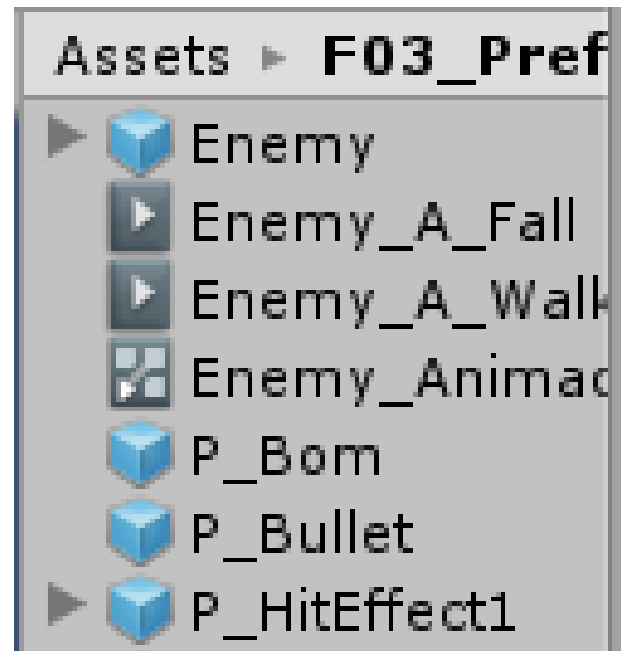 Assets ▸ F03_Pref
Enemy
Enemy_A_Fall
Enemy_A_Walk
Enemy_Animac
P_Bom
P_Bullet
P_HitEffect1